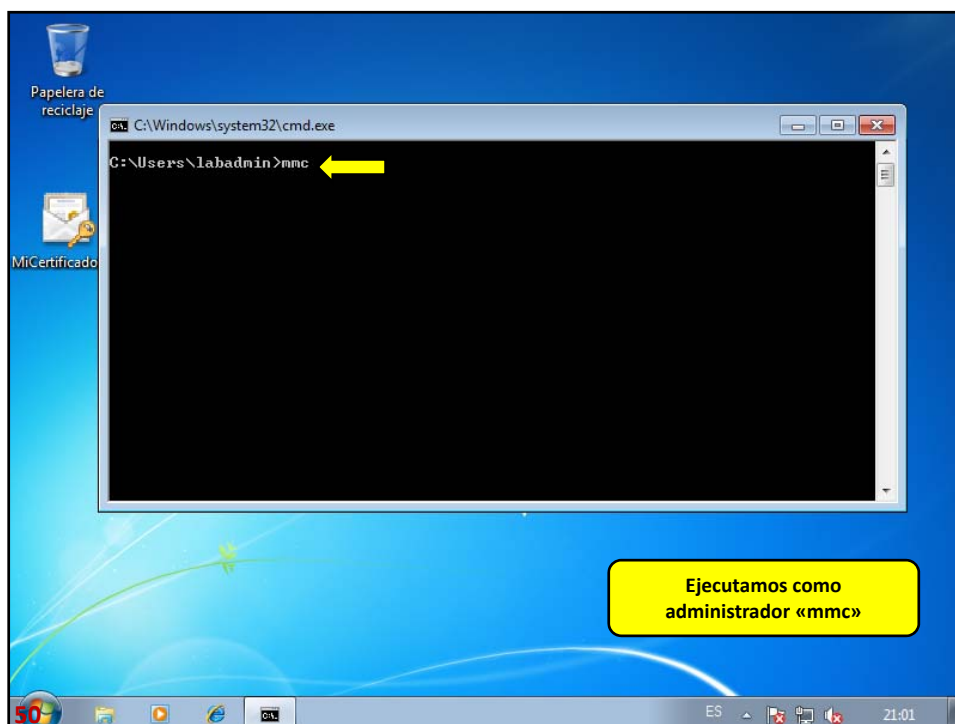 Papelera de
reciclaje
C:\Windows\system32\cmd.exe
C:\Users\labadmin>mmc
MiCertificado
Ejecutamos como
administrador «mmc»
50
ES
21:01